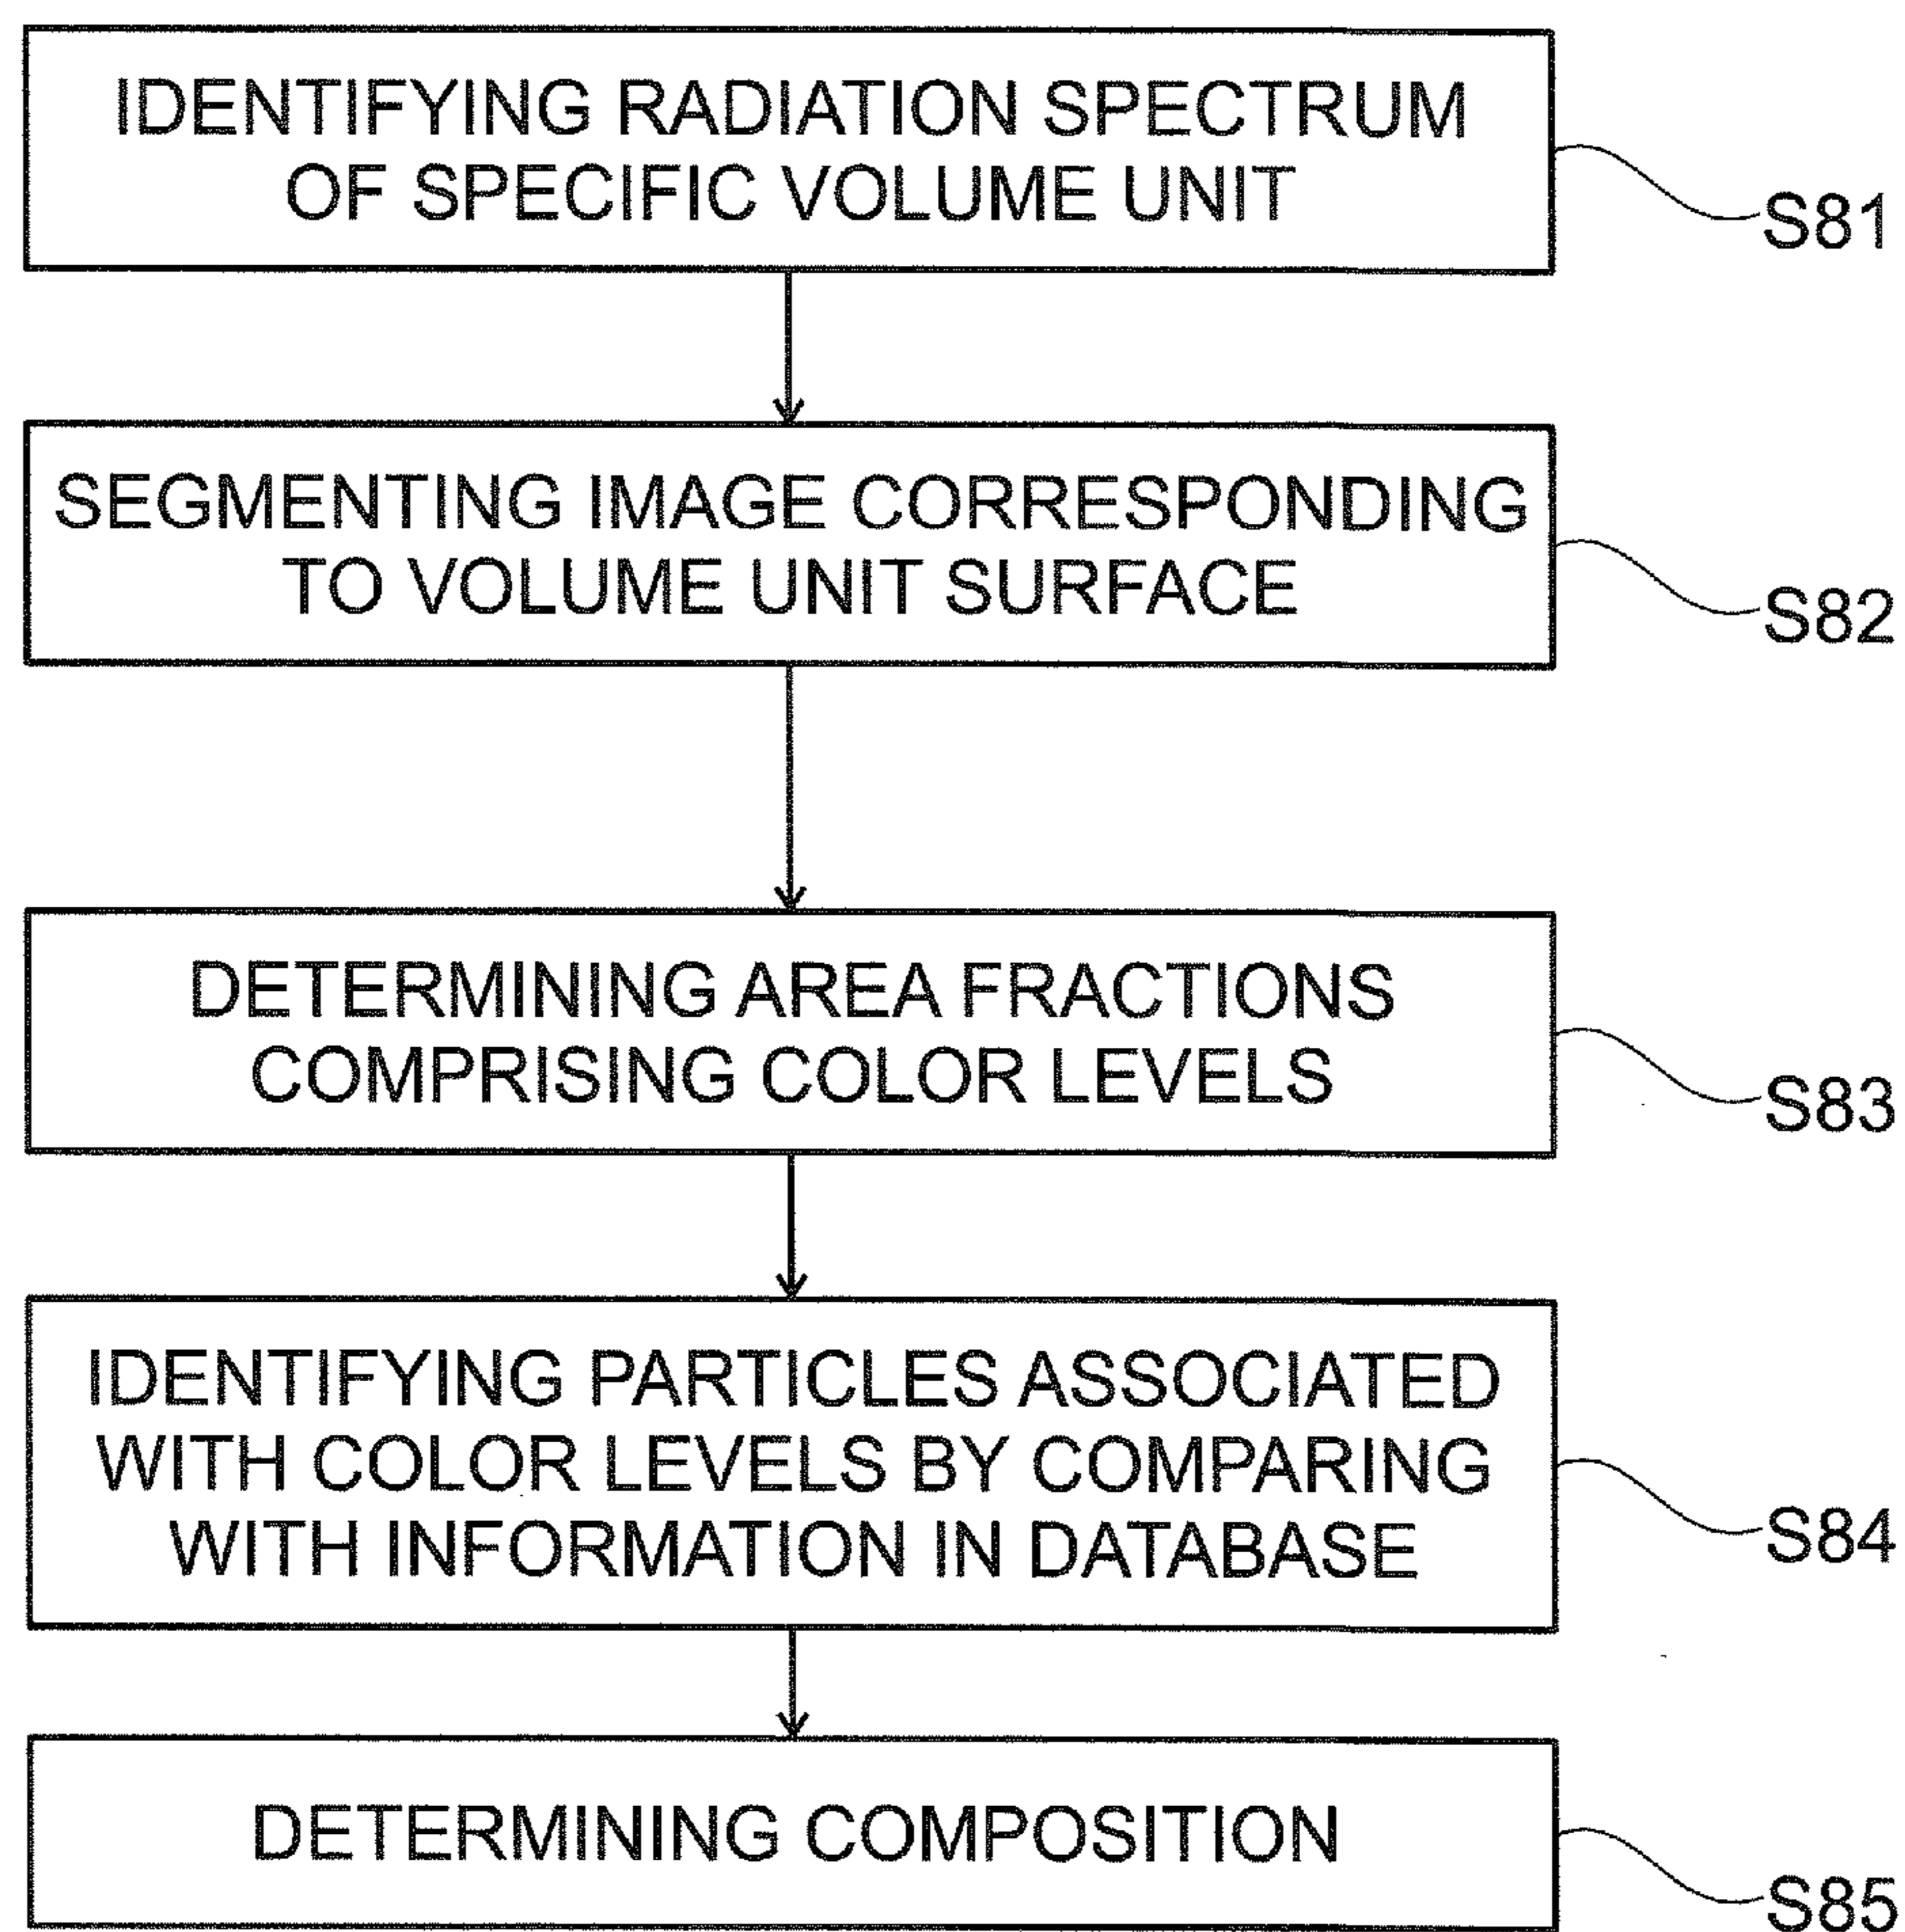 IDENTIFYING RADIATION SPECTRUM
OF SPECIFIC VOLUME UNIT
S81
SEGMENTING IMAGE CORRESPONDING
TO VOLUME UNIT SURFACE
S82
DETERMINING AREA FRACTIONS
COMPRISING COLOR LEVELS
S83
IDENTIFYING PARTICLES ASSOCIATED
WITH COLOR LEVELS BY COMPARING
WITH INFORMATION IN DATABASE
S84
DETERMINING COMPOSITION
S85